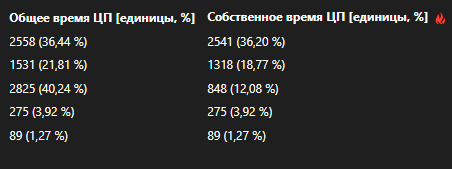 Общее время ЦП [единицы, %] Собственное время ЦП [единицы, %]
2558 (36,44 %) 2541 (36,20 %)
1531 (21,81 %) 1318 (18,77 %)
2825 (40,24 %) 848 (12,08 %)
275 (3,92 %) 275 (3,92 %)
89 (1,27 %) 89 (1,27 %)